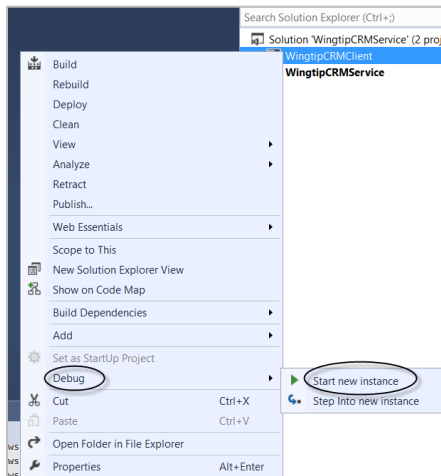 Search Solution Explorer (Ctrl+;)
Solution 'WingtipCRMService' (2 proj
WingtipCRMClient
WingtipCRMService
Build
Rebuild
Deploy
Clean
View
Analyze
Retract
Publish...
Web Essentials
Scope to This
New Solution Explorer View
Show on Code Map
Build Dependencies
Add
Set as StartUp Project
Debug
Start new instance
Cut Ctrl+X
Step Into new instance
Paste Ctrl+V
Open Folder in File Explorer
ws
ws
Properties Alt+Enter
ws